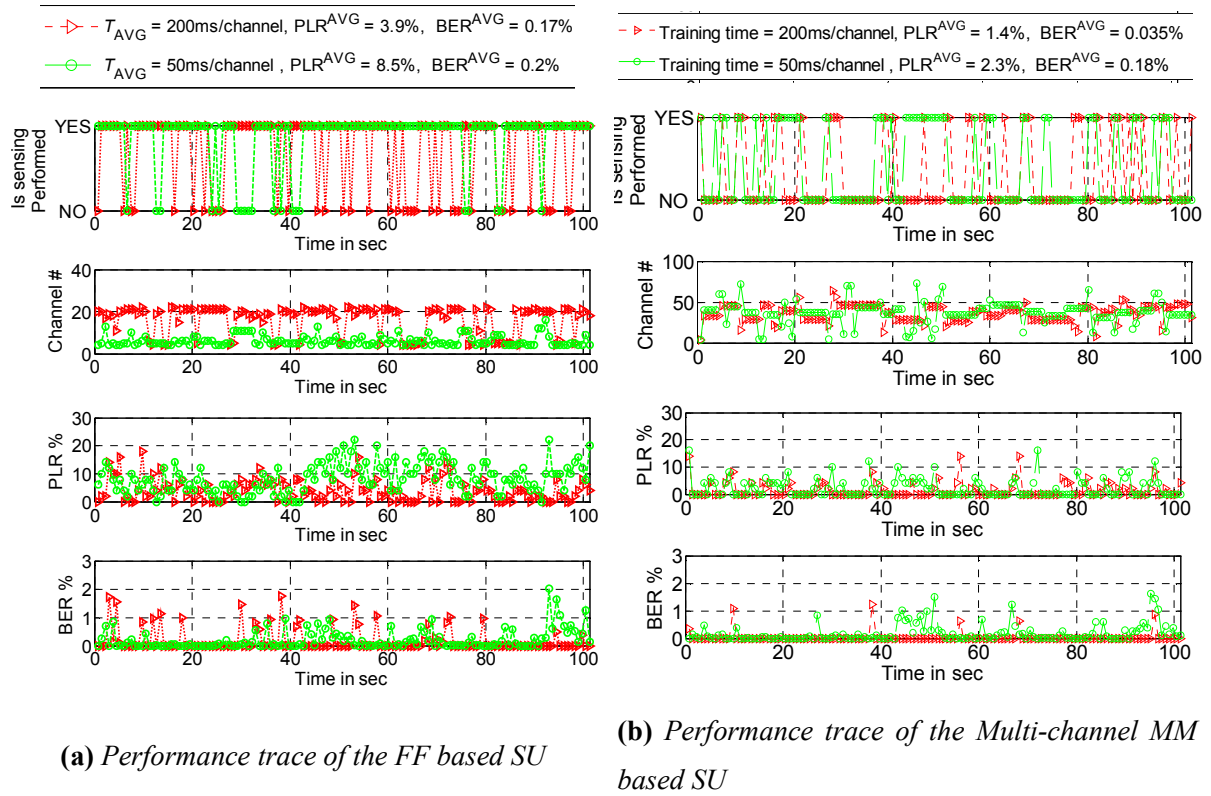 T AVG = 200ms/channel, PLR AVG = 3.9%, BER AVG = 0.17%
T AVG = 50ms/channel , PLR AVG = 8.5%, BER AVG = 0.2%
YES
NO
Is sensing
Performed
0 20 40 60 80 100
Time in sec
40
20
0
Channel #
0 20 40 60 80 100
Time in sec
30
20
10
0
PLR %
0 20 40 60 80 100
Time in sec
3
2
1
0
BER %
0 20 40 60 80 100
Time in sec
(a) Performance trace of the FF based SU
Training time = 200ms/channel, PLR AVG = 1.4%, BER AVG = 0.035%
Training time = 50ms/channel , PLR AVG = 2.3%, BER AVG = 0.18%
YES
NO
Is sensing
Performed
0 20 40 60 80 100
Time in sec
100
50
0
Channel #
0 20 40 60 80 100
Time in sec
30
20
10
0
PLR %
0 20 40 60 80 100
Time in sec
3
2
1
0
BER %
0 20 40 60 80 100
Time in sec
(b) Performance trace of the Multi-channel MM
based SU